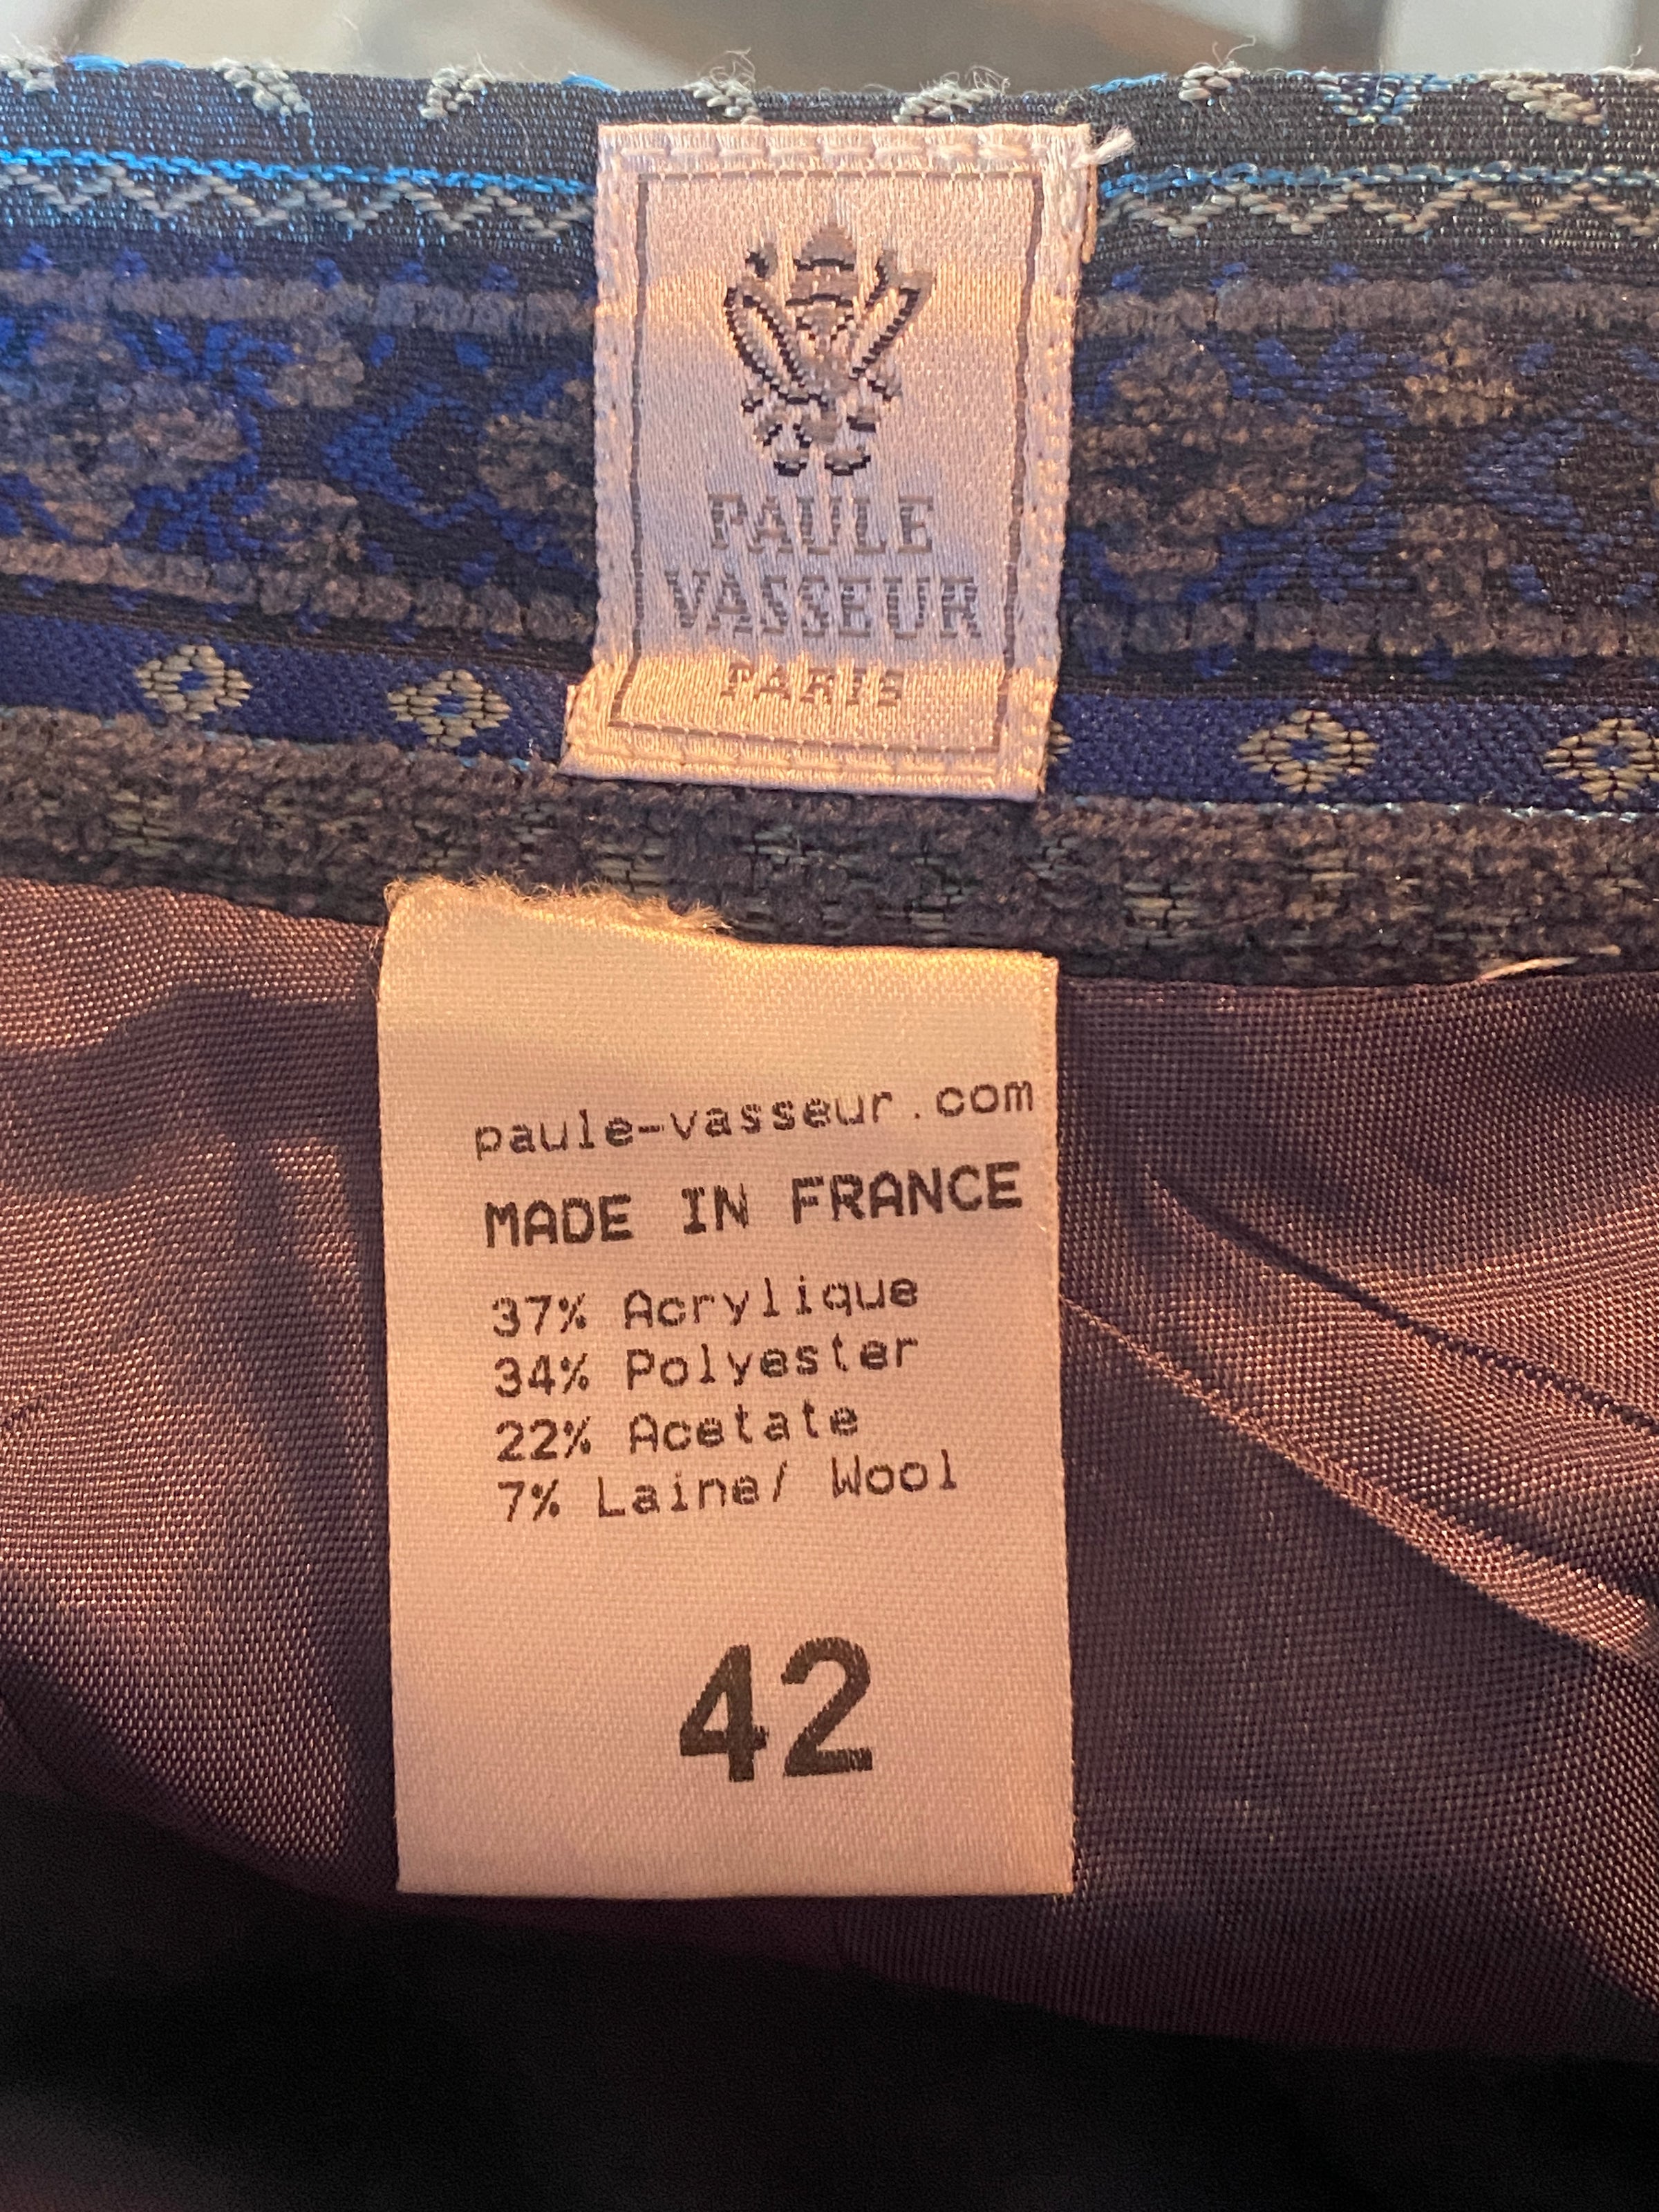 PAULE
VASSEUR
PARIS
paule-vasseur.com
MADE IN FRANCE
37% Acrylique
34% Polyester
22% Acetate
7% Laine/ Wool
42